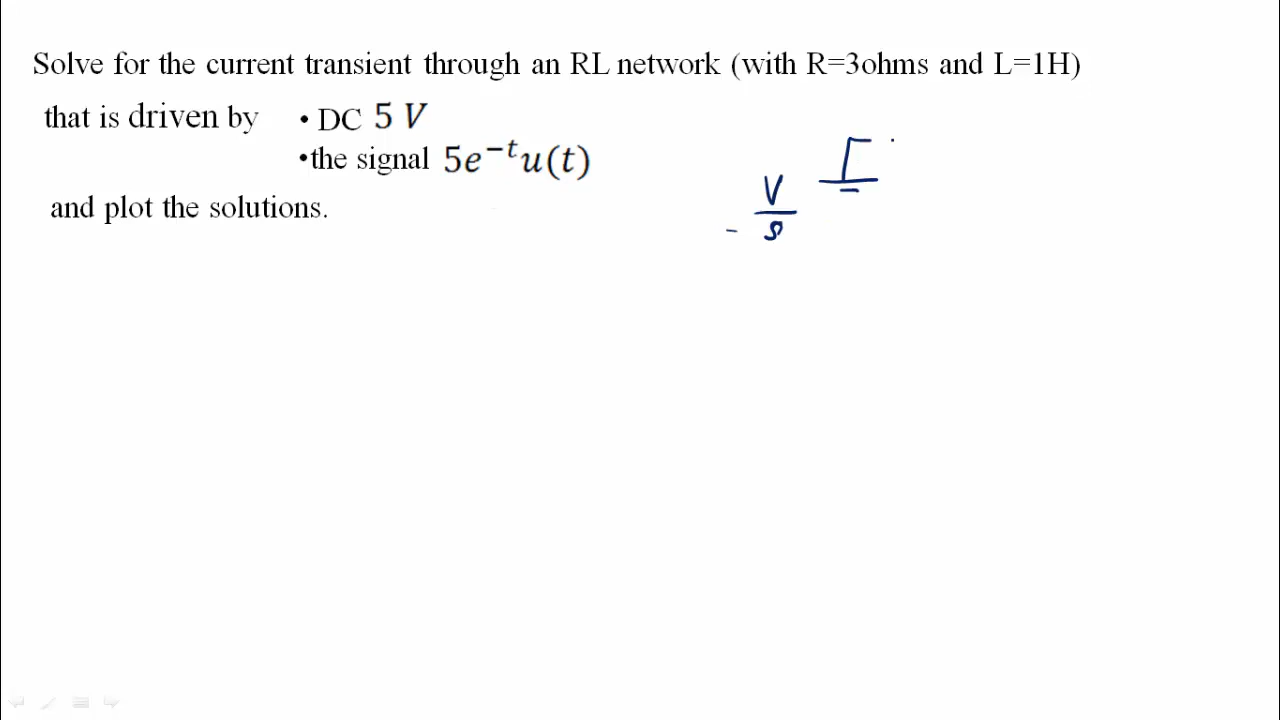 Solve for the current transient through an RL network (with R=3ohms and L=1H)
that is driven by • DC 5 V
•the signal 5e^{-t}u(t)
and plot the solutions.
V
s